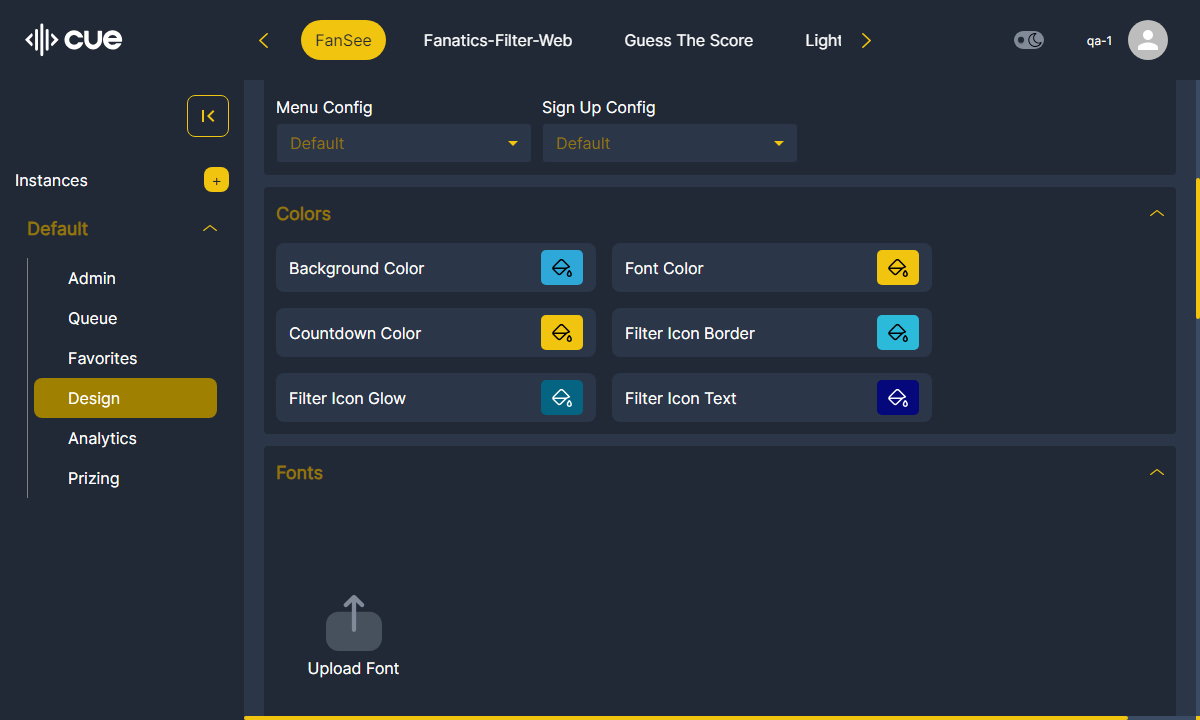 cue
FanSee
Fanatics-Filter-Web
Guess The Score
Light
qa-1
Instances
+
Default
Admin
Queue
Favorites
Design
Analytics
Prizing
Menu Config
Sign Up Config
Default
Default
Colors
Background Color
Font Color
Countdown Color
Filter Icon Border
Filter Icon Glow
Filter Icon Text
Fonts
Upload Font